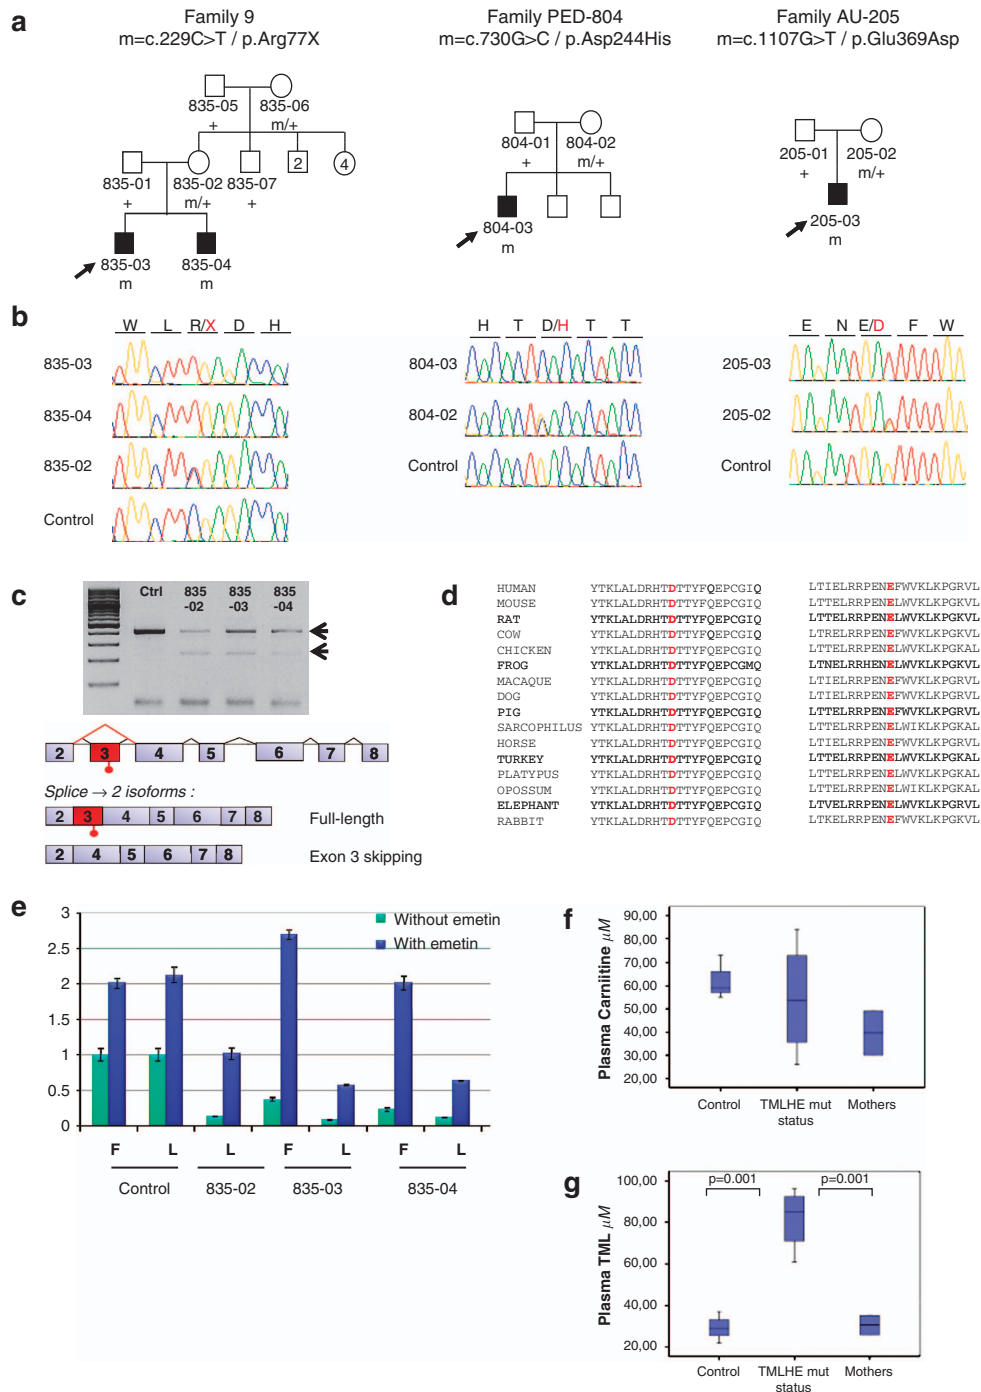 a
Family 9
m=c.229C>T / p.Arg77X
Family PED-804
m=c.730G>C / p.Asp244His
Family AU-205
m=c.1107G>T / p.Glu369Asp
835-05
+
835-06
m/+
835-01
+
835-02
m/+
835-07
+
2
4
835-03
m
835-04
m
804-01
+
804-02
m/+
804-03
m
205-01
+
205-02
m/+
205-03
m
b
W L R/X D H
835-03
835-04
835-02
Control
H T D/H T T
804-03
804-02
Control
E N E/D F W
205-03
205-02
Control
c
Ctrl
835 -02
835 -03
835 -04
2 3 4 5 6 7 8
Splice → 2 isoforms :
2 3 4 5 6 7 8
Full-length
2 4 5 6 7 8
Exon 3 skipping
d
HUMAN YTKLALDRHTDTTYFQEPCGIQ LTIELRRPENEFWVKLKPGRVL
MOUSE YTKLALDRHTDTTYFQEPCGIQ LTTELRRPENELWVKLKPGRVL
RAT YTKLALDRHTDTTYFQEPCGIQ LTTELRRPENELWVKLKPGKVL
COW YTKLALDRHTDTTYFQEPCGIQ LTRELRRPENELWVKLKPGRVL
CHICKEN YTKLALDRHTDTTYFQEPCGIQ LTTELRRPENELWVKLKPGKAL
FROG YTKLALDRHTDTTYFQEPCGMQ LTNELRRHENELWVKLKPGKVL
MACAQUE YTKLALDRHTDTTYFQEPCGIQ LTTELRRPENELWVKLKPGRVL
DOG YTKLALDRHTDTTYFQEPCGIQ LTTELRRPENELWVKLKPGRVL
PIG YTKLALDRHTDTTYFQEPCGIQ LTTELRRPENELWVKLKPGRVL
SARCOPHILUS YTKLALDRHTDTTYFQEPCGIQ LTTELRRPENELWIKLKPGKAL
HORSE YTKLALDRHTDTTYFQEPCGIQ LTTELRRPENELWVKLKPGRVL
TURKEY YTKLALDRHTDTTYFQEPCGIQ LTTELRRPENELWVKLKPGKAL
PLATYPUS YTKLALDRHTDTTYFQEPCGIQ LTTELRRPENELWVKLKPGKAL
OPOSSUM YTKLALDRHTDTTYFQEPCGIQ LTTELRRPENELWIKLKPGKAL
ELEPHANT YTKLALDRHTDTTYFQEPCGIQ LTVELRRPENELWVKLKPGRVL
RABBIT YTKLALDRHTDTTYFQEPCGIQ LTKELRRPENELWVKLKPGRVL
e
3
2.5
2
1.5
1
0.5
0
Without emetin
With emetin
F L L F L F L
Control 835-02 835-03 835-04
f
Plasma Carniitine μM
90,00
80,00
70,00
60,00
50,00
40,00
30,00
20,00
Control
TMLHE mut status
Mothers
g
Plasma TML μM
100,00
80,00
60,00
40,00
20,00
p=0.001
p=0.001
Control
TMLHE mut status
Mothers